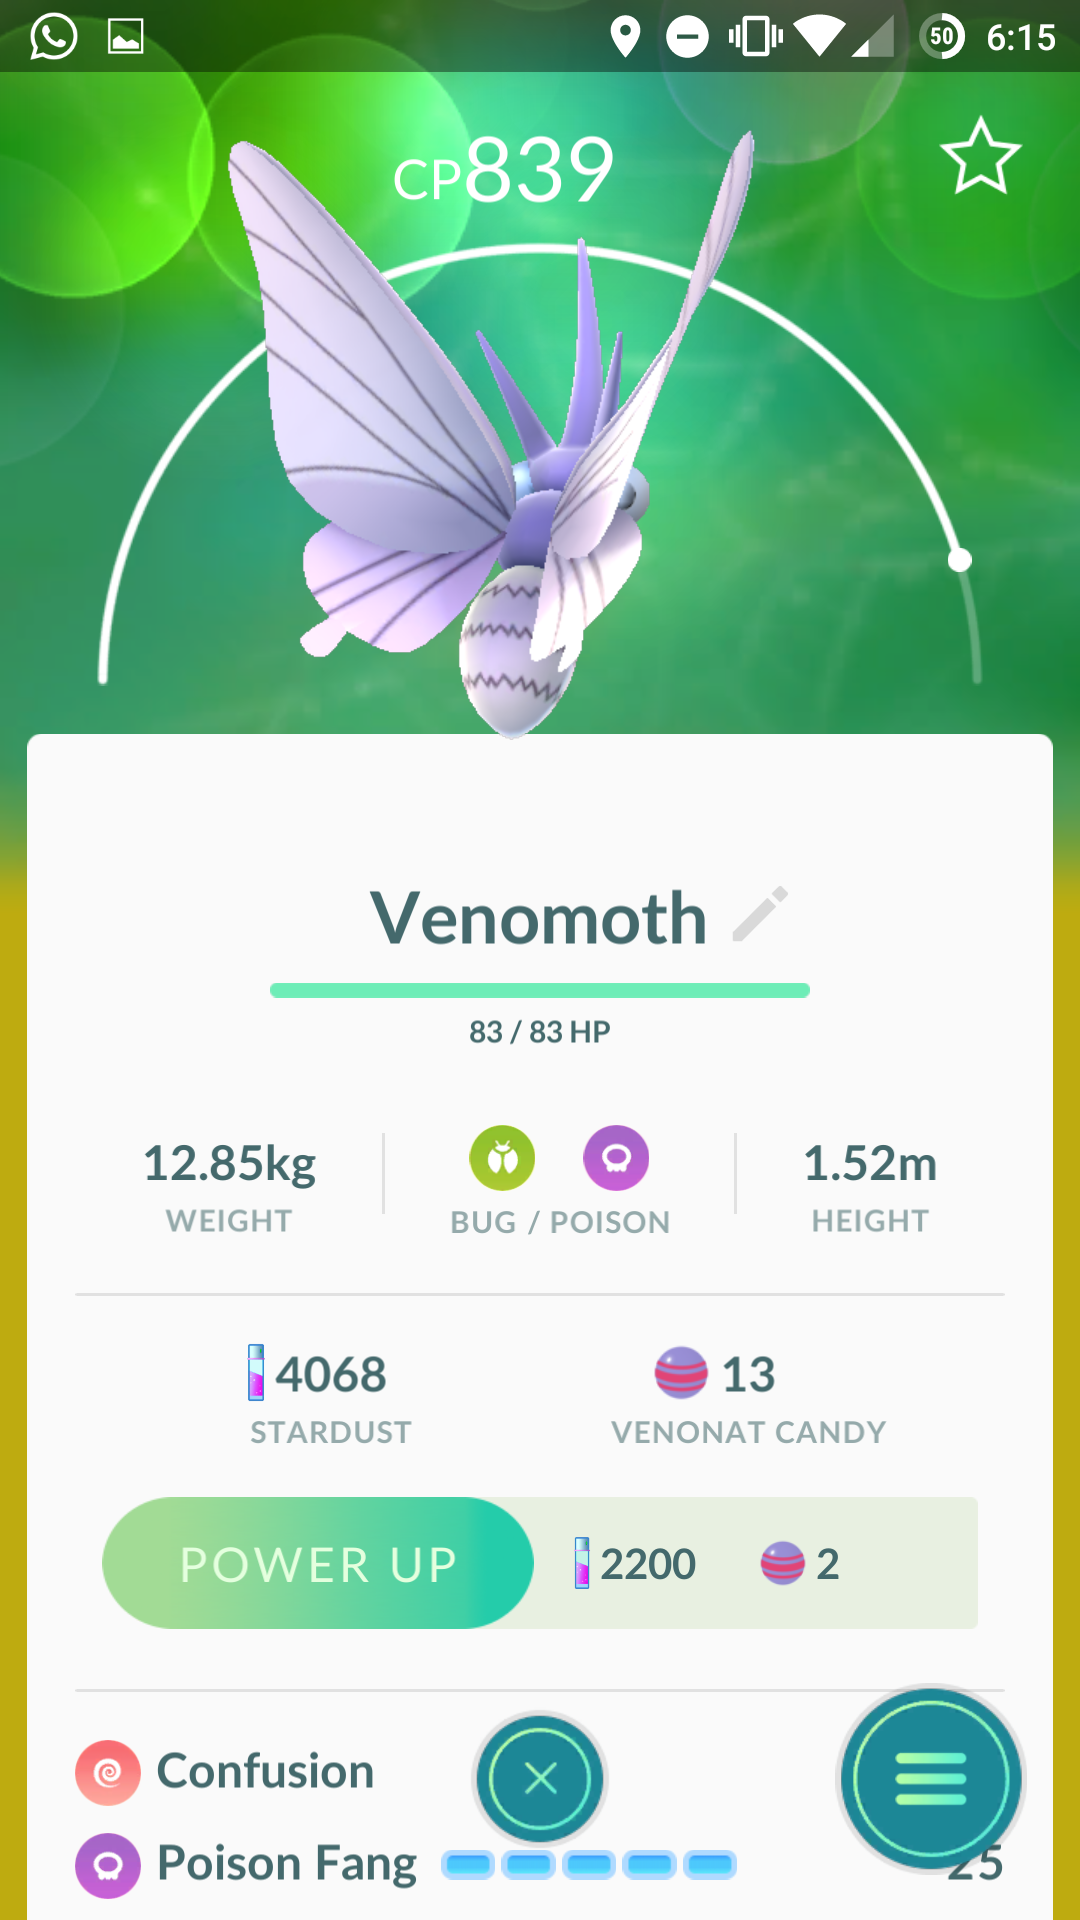 50 6:15
CP839
Venomoth
83 / 83 HP
12.85kg
WEIGHT
BUG / POISON
1.52m
HEIGHT
4068
STARDUST
13
VENONAT CANDY
POWER UP 2200 2
Confusion
Poison Fang 25